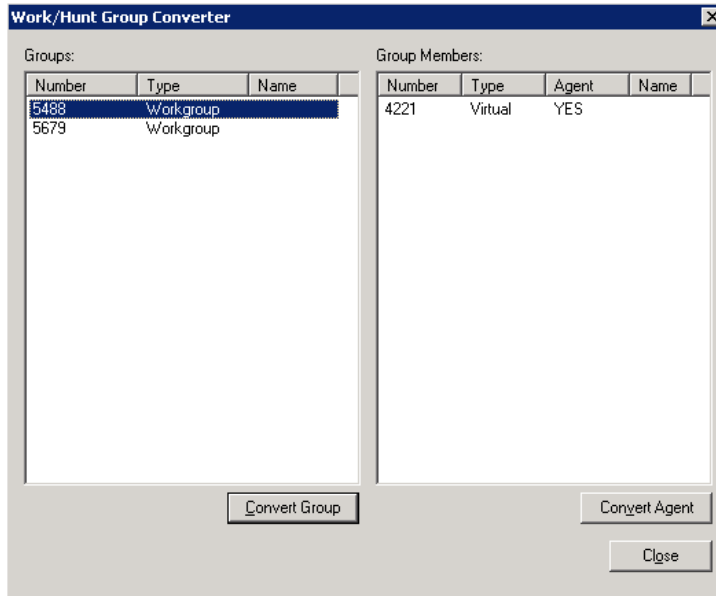 Work/Hunt Group Converter
Groups:
Group Members:
Number Type Name
Number Type Agent Name
5488 Workgroup
4221 Virtual YES
5679 Workgroup
Convert Group
Convert Agent
Close